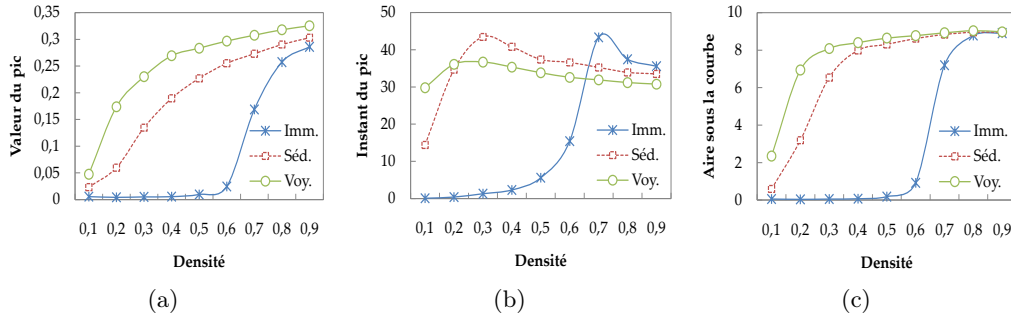 Valeur du pic
0,35
0,3
0,25
0,2
0,15
0,1
0,05
0
Imm.
Séd.
Voy.
0,1 0,2 0,3 0,4 0,5 0,6 0,7 0,8 0,9
Densité
(a)
Instant du pic
50
40
30
20
10
0
Imm.
Séd.
Voy.
0,1 0,2 0,3 0,4 0,5 0,6 0,7 0,8 0,9
Densité
(b)
Aire sous la courbe
10
8
6
4
2
0
Imm.
Séd.
Voy.
0,1 0,2 0,3 0,4 0,5 0,6 0,7 0,8 0,9
Densité
(c)